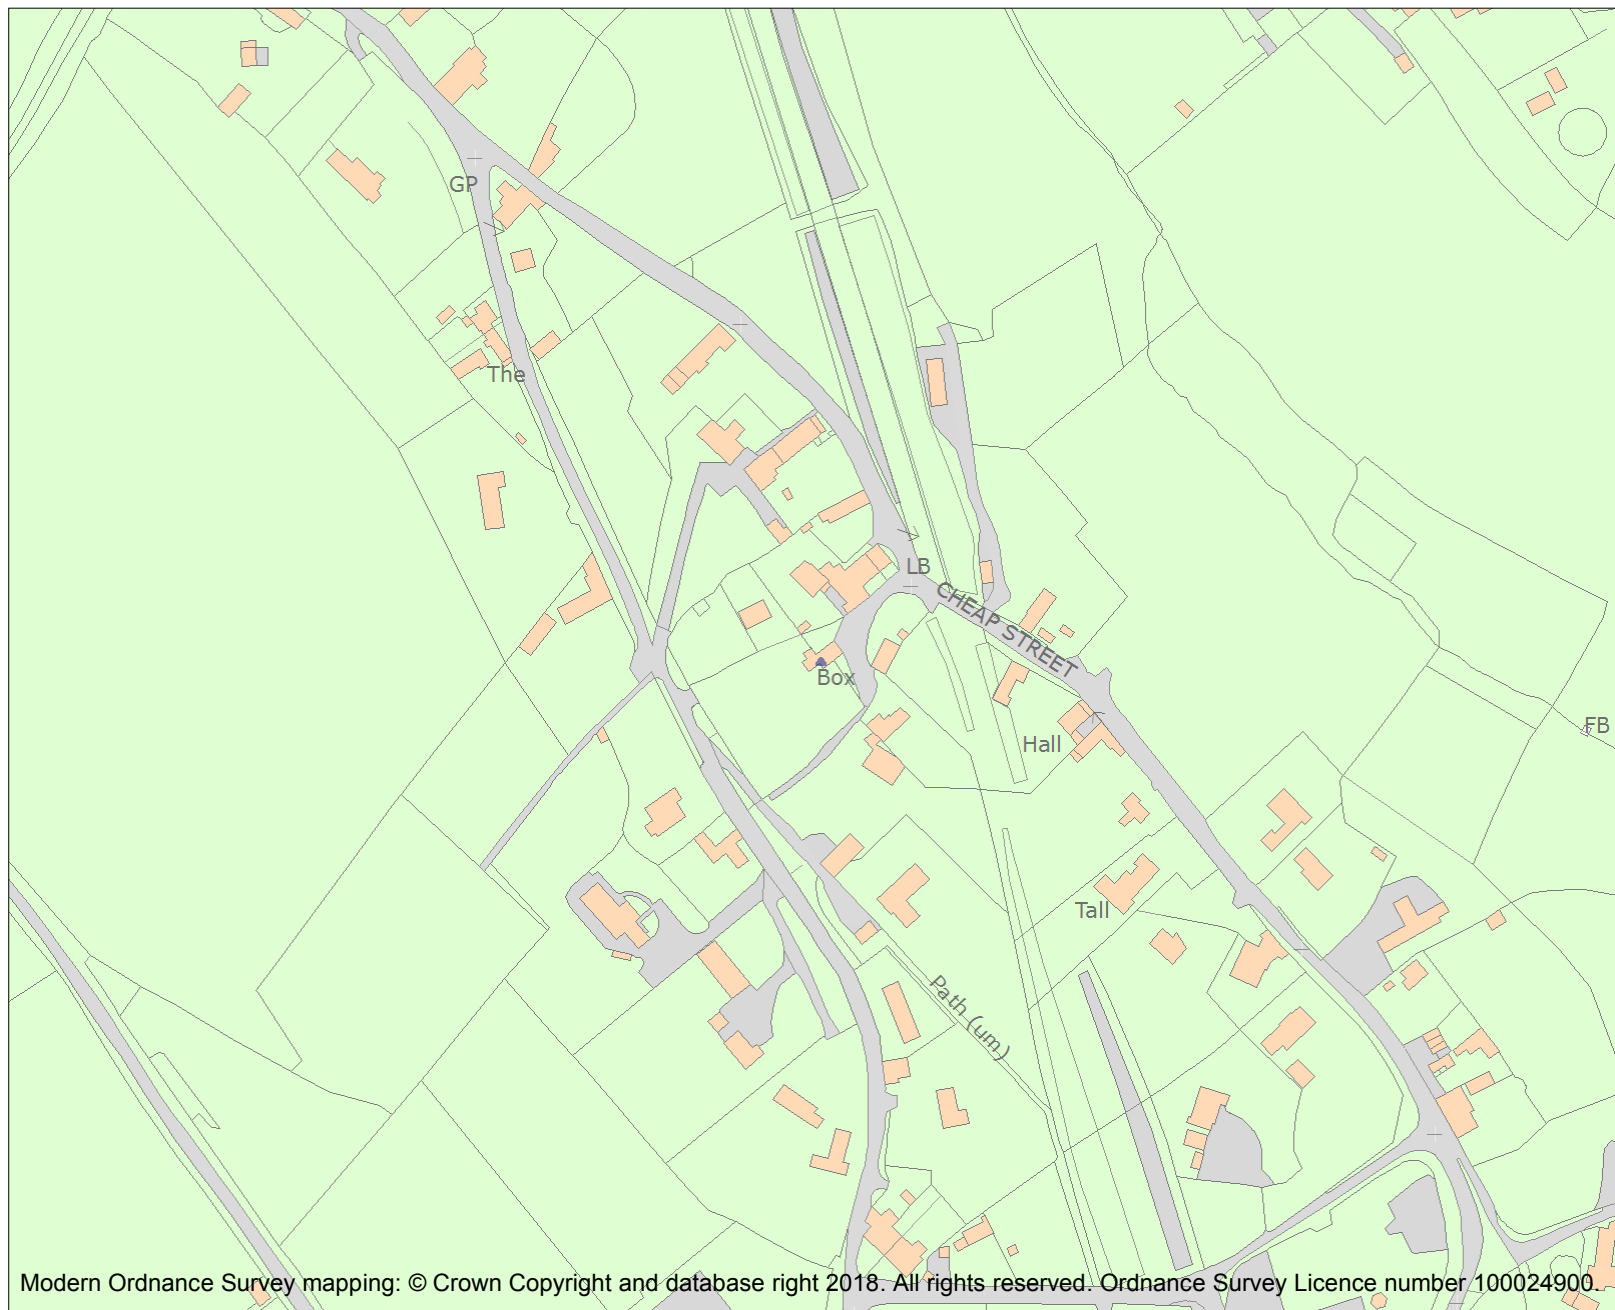 GP
The
LB
CHEAP STREET
Box
FB
Hall
Tall
Path (um)
Modern Ordnance Survey mapping: © Crown Copyright and database right 2018. All rights reserved. Ordnance Survey Licence number 100024900.